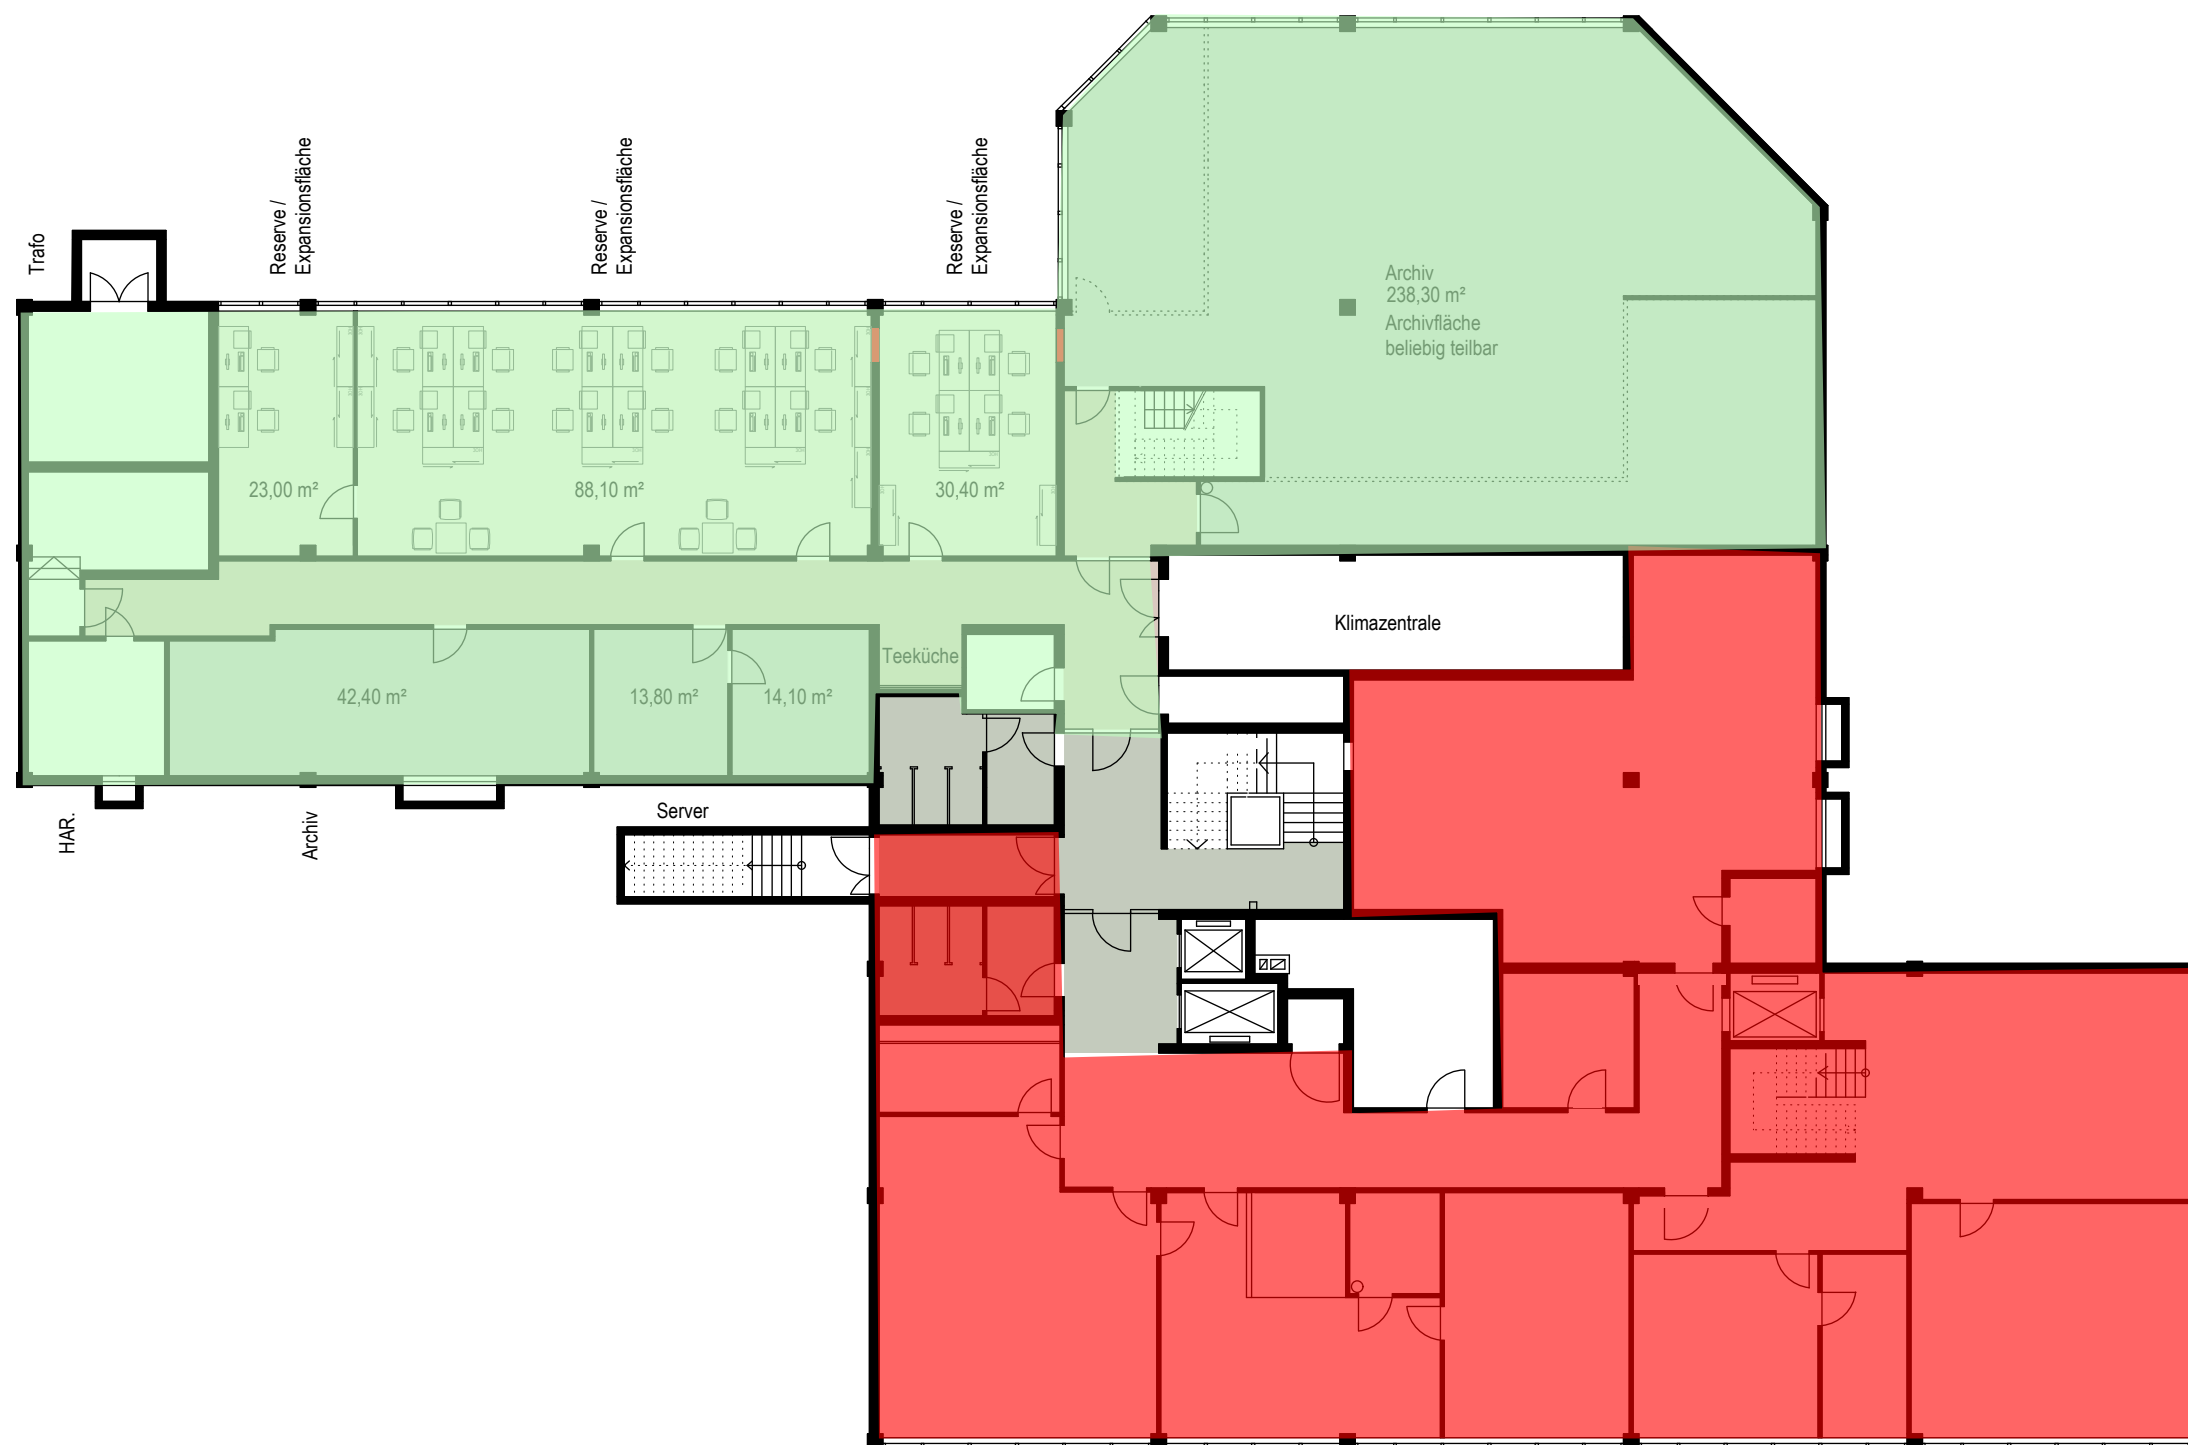 Trafo
Reserve /
Expansionsfläche
Reserve /
Expansionsfläche
Reserve /
Expansionsfläche
Archiv
238,30 m²
Archivfläche
beliebig teilbar
23,00 m²
88,10 m²
30,40 m²
Klimazentrale
Teeküche
42,40 m²
13,80 m²
14,10 m²
HAR.
Archiv
Server